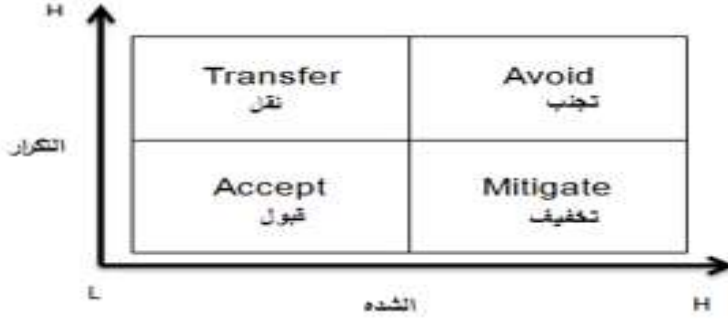 H
Transfer
نقل
Avoid
تجنب
التكرار
Accept
قبول
Mitigate
تخفيف
L
الشده
H